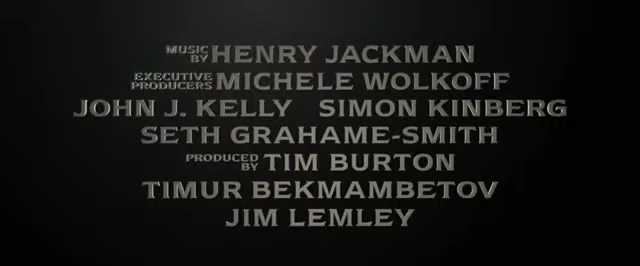 MUSIC BY HENRY JACKMAN
EXECUTIVE PRODUCERS MICHELE WOLKOFF
JOHN J. KELLY SIMON KINBERG
SETH GRAHAME-SMITH
PRODUCED BY TIM BURTON
TIMUR BEKMAMBETOV
JIM LEMLEY